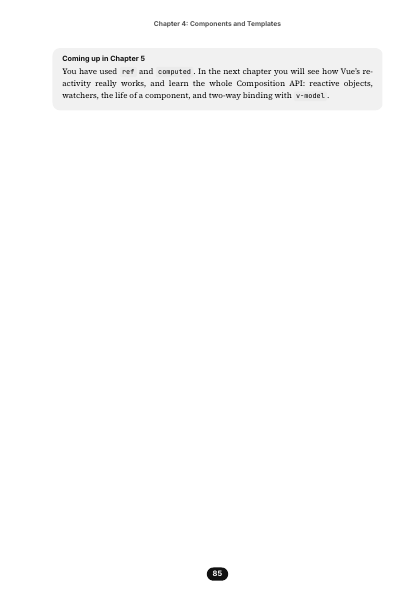 Chapter 4: Components and Templates
Coming up in Chapter 5
You have used ref and computed. In the next chapter you will see how Vue's re-
activity really works, and learn the whole Composition API: reactive objects,
watchers, the life of a component, and two-way binding with v-model.
85